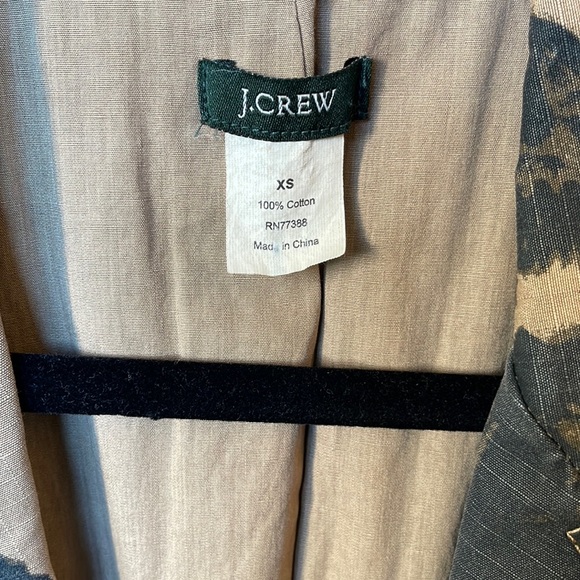 J.CREW
XS
100% Cotton
RN77388
Made in China